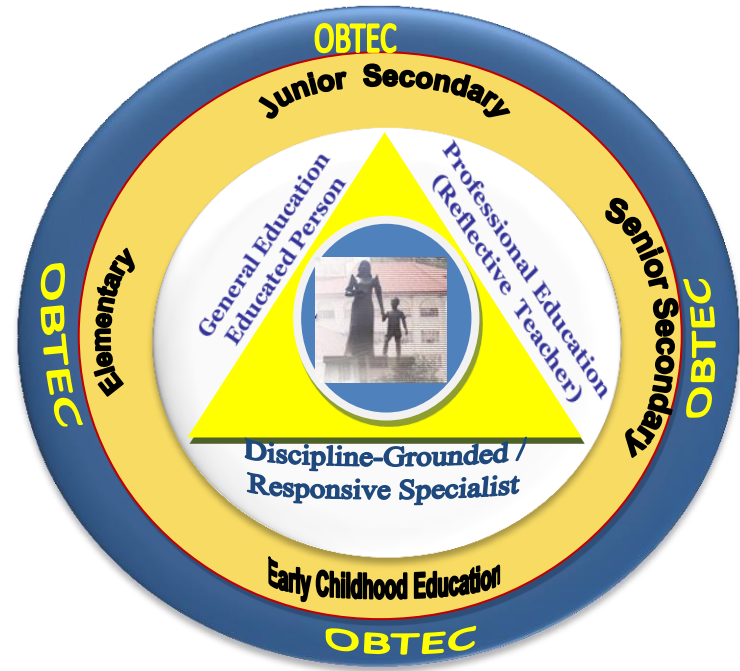 OBTEC
Junior Secondary
General Education
Educated Person
Professional Education
(Reflective Teacher)
Elementary
Senior Secondary
OBTEC
OBTEC
Discipline-Grounded /
Responsive Specialist
Early Childhood Education
OBTEC